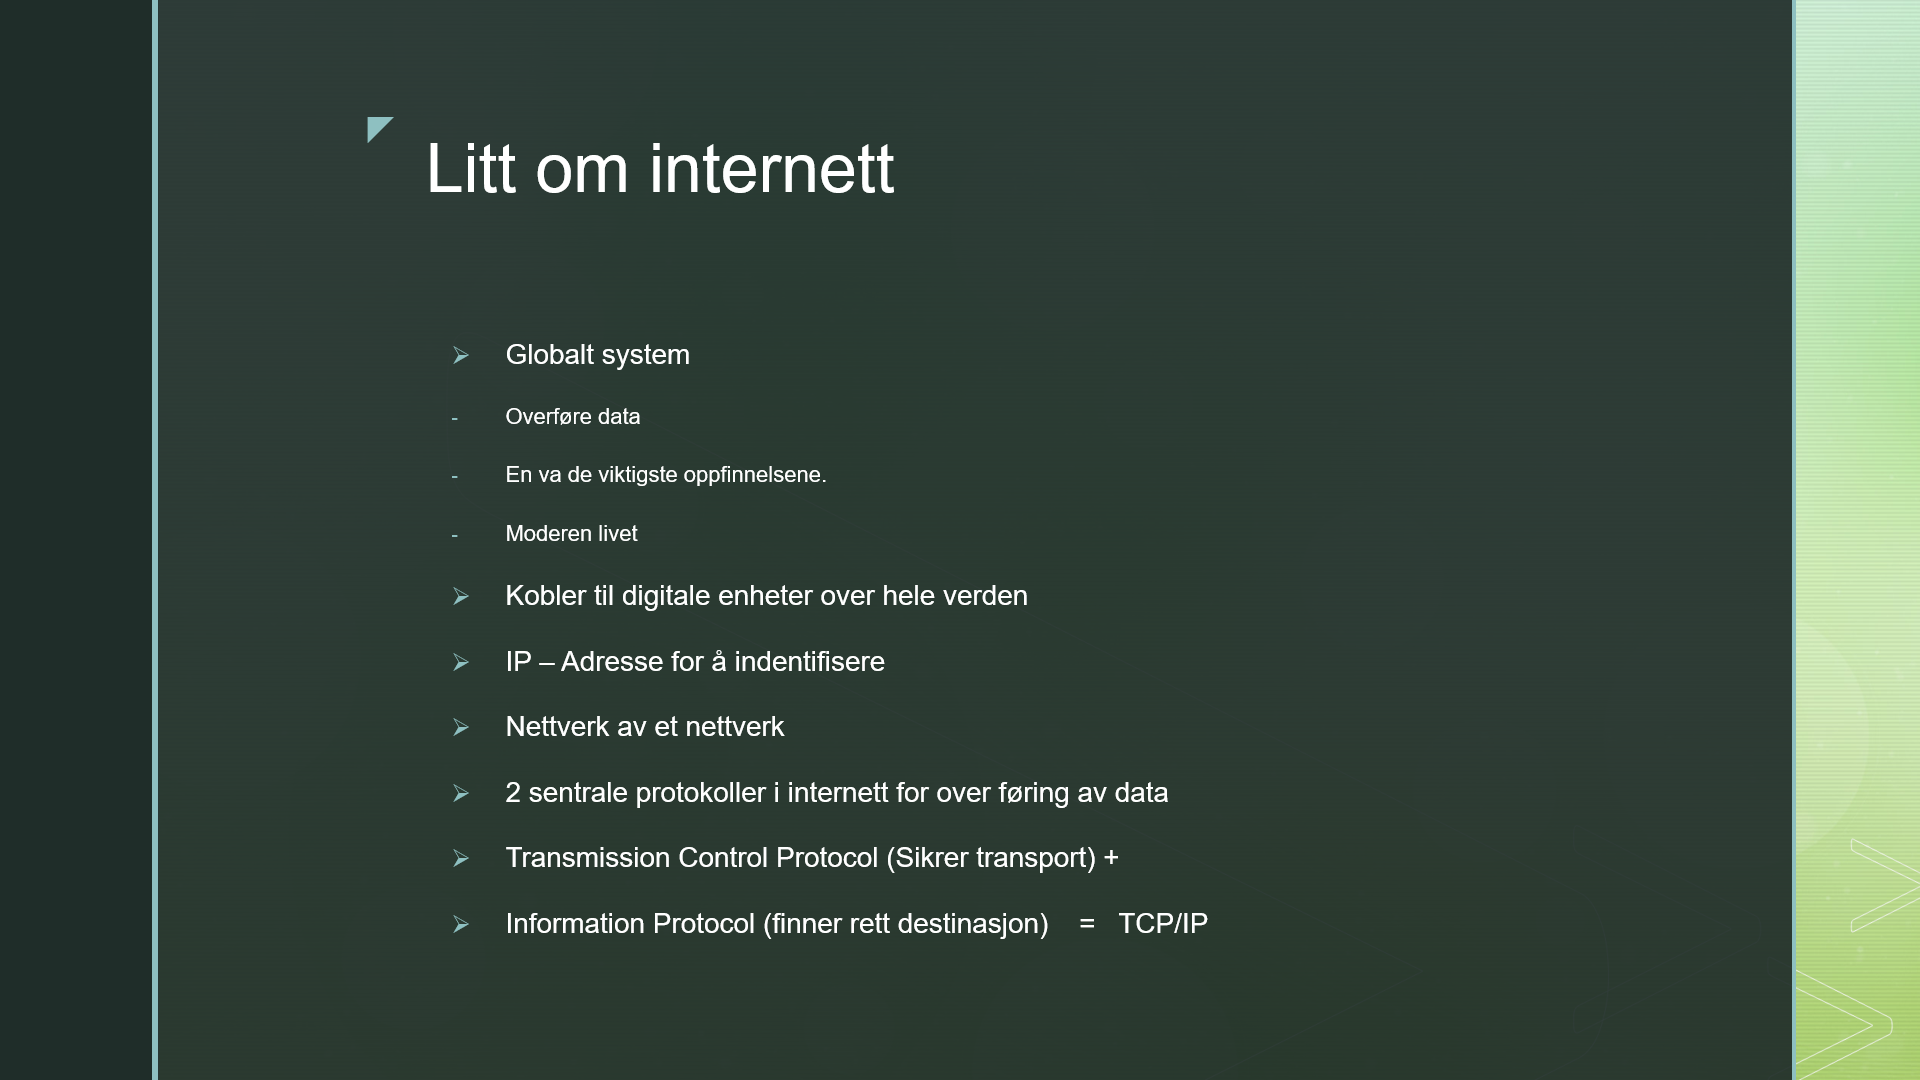 Litt om internett
Globalt system
- Overføre data
- En va de viktigste oppfinnelsene.
- Moderen livet
Kobler til digitale enheter over hele verden
IP – Adresse for å indentifisere
Nettverk av et nettverk
2 sentrale protokoller i internett for over føring av data
Transmission Control Protocol (Sikrer transport) +
Information Protocol (finner rett destinasjon) = TCP/IP